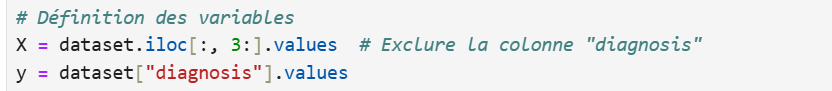 # Définition des variables
X = dataset.iloc[:, 3:].values  # Exclure la colonne "diagnosis"
y = dataset["diagnosis"].values